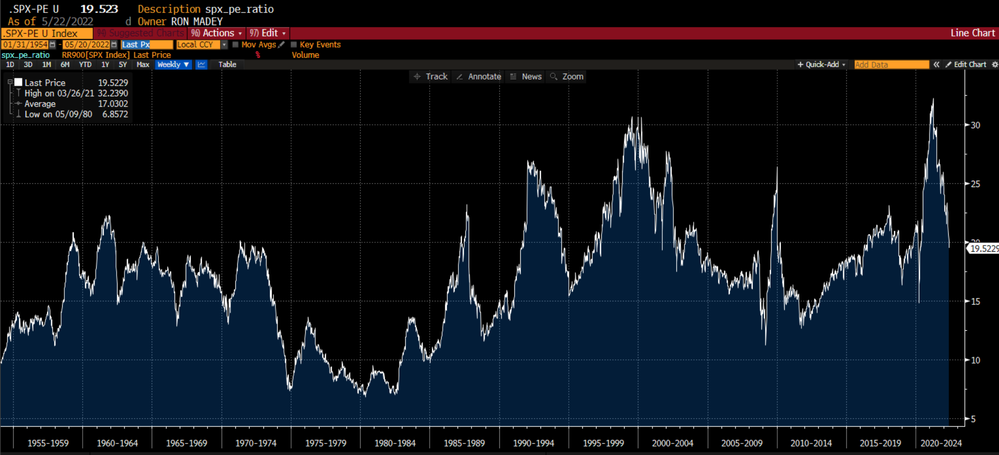 .SPX-PE U 19.523 Description spx_pe_ratio
As of 5/22/2022 d Owner RON MADEY
.SPX-PE U Index 94) Suggested Charts 96) Actions 97) Edit Line Chart
01/31/1954 - 05/20/2022 Last Px Local CCY Mov Avgs Key Events
spx_pe_ratio RR900[SPX Index] Last Price % Volume
1D 3D 1M 6M YTD 1Y 5Y Max Weekly ▼ Table + Quick-Add Add Data « Edit Chart
Track Annotate News Zoom
Last Price 19.5229
High on 03/26/21 32.2390
Average 17.0302
Low on 05/09/80 6.8572
30
25
20
19.5229
15
10
5
1955-1959 1960-1964 1965-1969 1970-1974 1975-1979 1980-1984 1985-1989 1990-1994 1995-1999 2000-2004 2005-2009 2010-2014 2015-2019 2020-2024